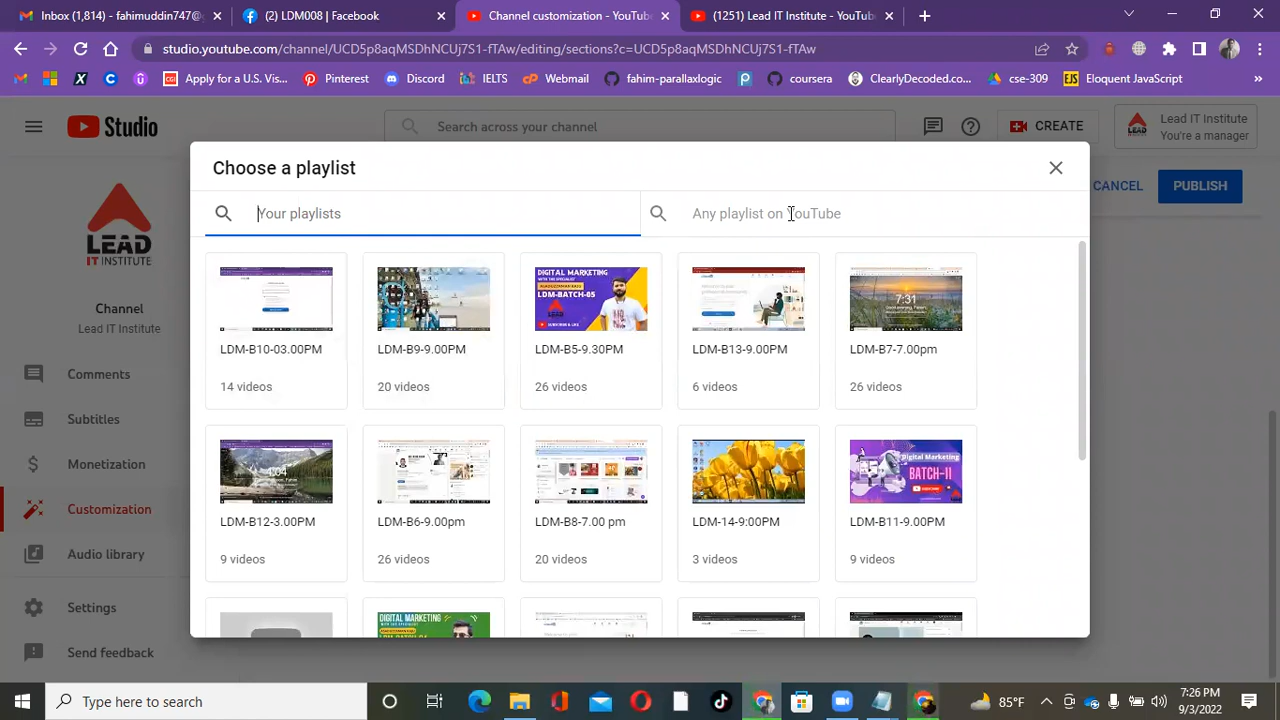 Inboxes - fahimuddin747@
LDM008 | Facebook
Channel customization - YouTube
(1251) Lead IT Institute - YouTube
studio.youtube.com/channel/UCD5p8aqMSDhNCUj7S1-fTAw/editing/sections?c=UCD5p8aqMSDhNCUj7S1-fTAw
Apply for U.S. Vis...
Pinterest
Discord
IELTS
Webmail
fahim-parallaxlogic
coursera
ClearlyDecoded.co...
cse-309
EJS
Eloquent JavaScript
»
Studio
Search across your channel
CREATE
LEAD
Lead IT Institute
You're a manager
CANCEL
PUBLISH
LEAD
IT INSTITUTE
Channel
Lead IT Institute
Comments
Subtitles
Monetization
Customization
Audio library
Settings
Send feedback
Choose a playlist
Your playlists
Any playlist on YouTube
DIGITAL MARKETING
LDM-BATCH-05
7:31
LDM-B10-03.00PM
LDM-B9-9.00PM
LDM-B5-9.30PM
LDM-B13-9.00PM
LDM-B7-7.00pm
14 videos
20 videos
26 videos
6 videos
26 videos
4:04
Digital Marketing
BATCH-11
LDM-B12-3.00PM
LDM-B6-9.00pm
LDM-B8-7.00 pm
LDM-14-9:00PM
LDM-B11-9.00PM
9 videos
26 videos
20 videos
3 videos
9 videos
DIGITAL MARKETING
Type here to search
85°F
7:26 PM
9/3/2022